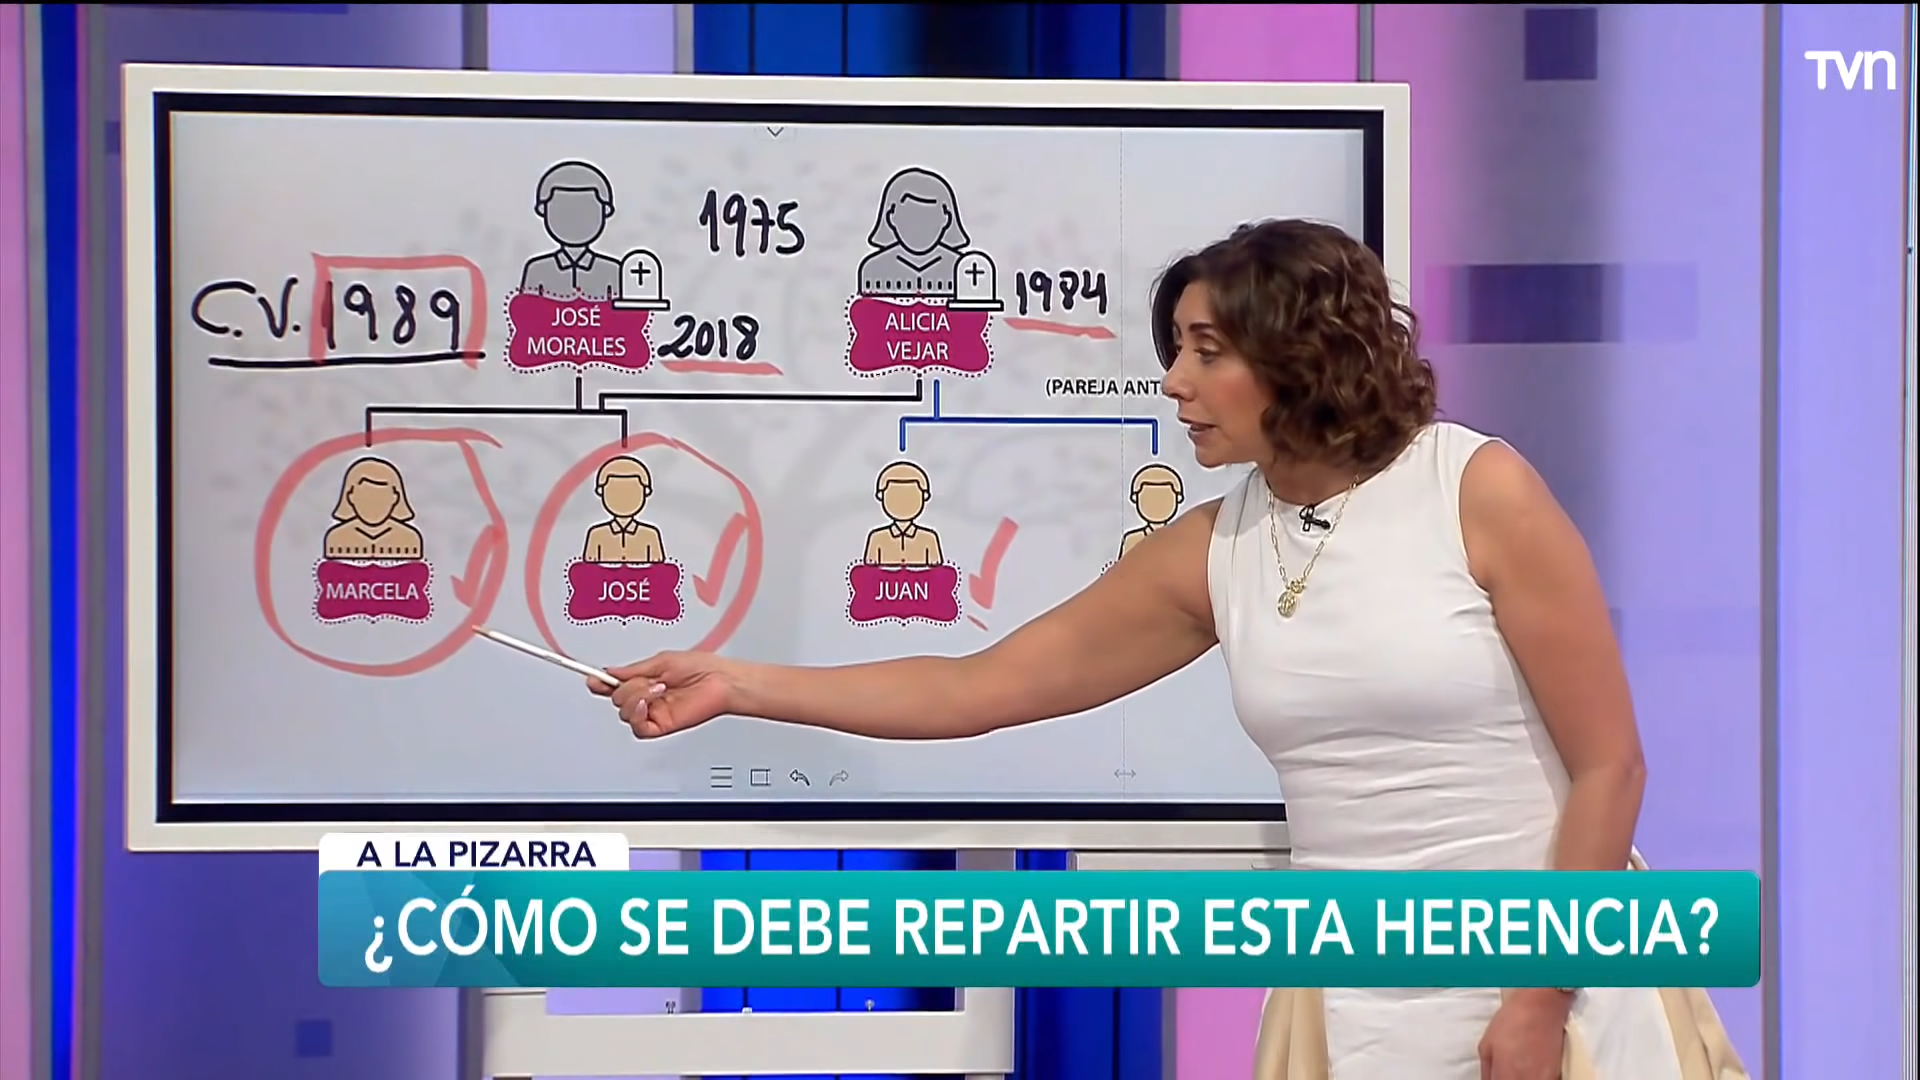 TVN
1975
C.V. 1989
JOSÉ
MORALES
2018
ALICIA
VEJAR
1984
(PAREJA ANT
MARCELA
JOSÉ
JUAN
A LA PIZARRA
¿CÓMO SE DEBE REPARTIR ESTA HERENCIA?